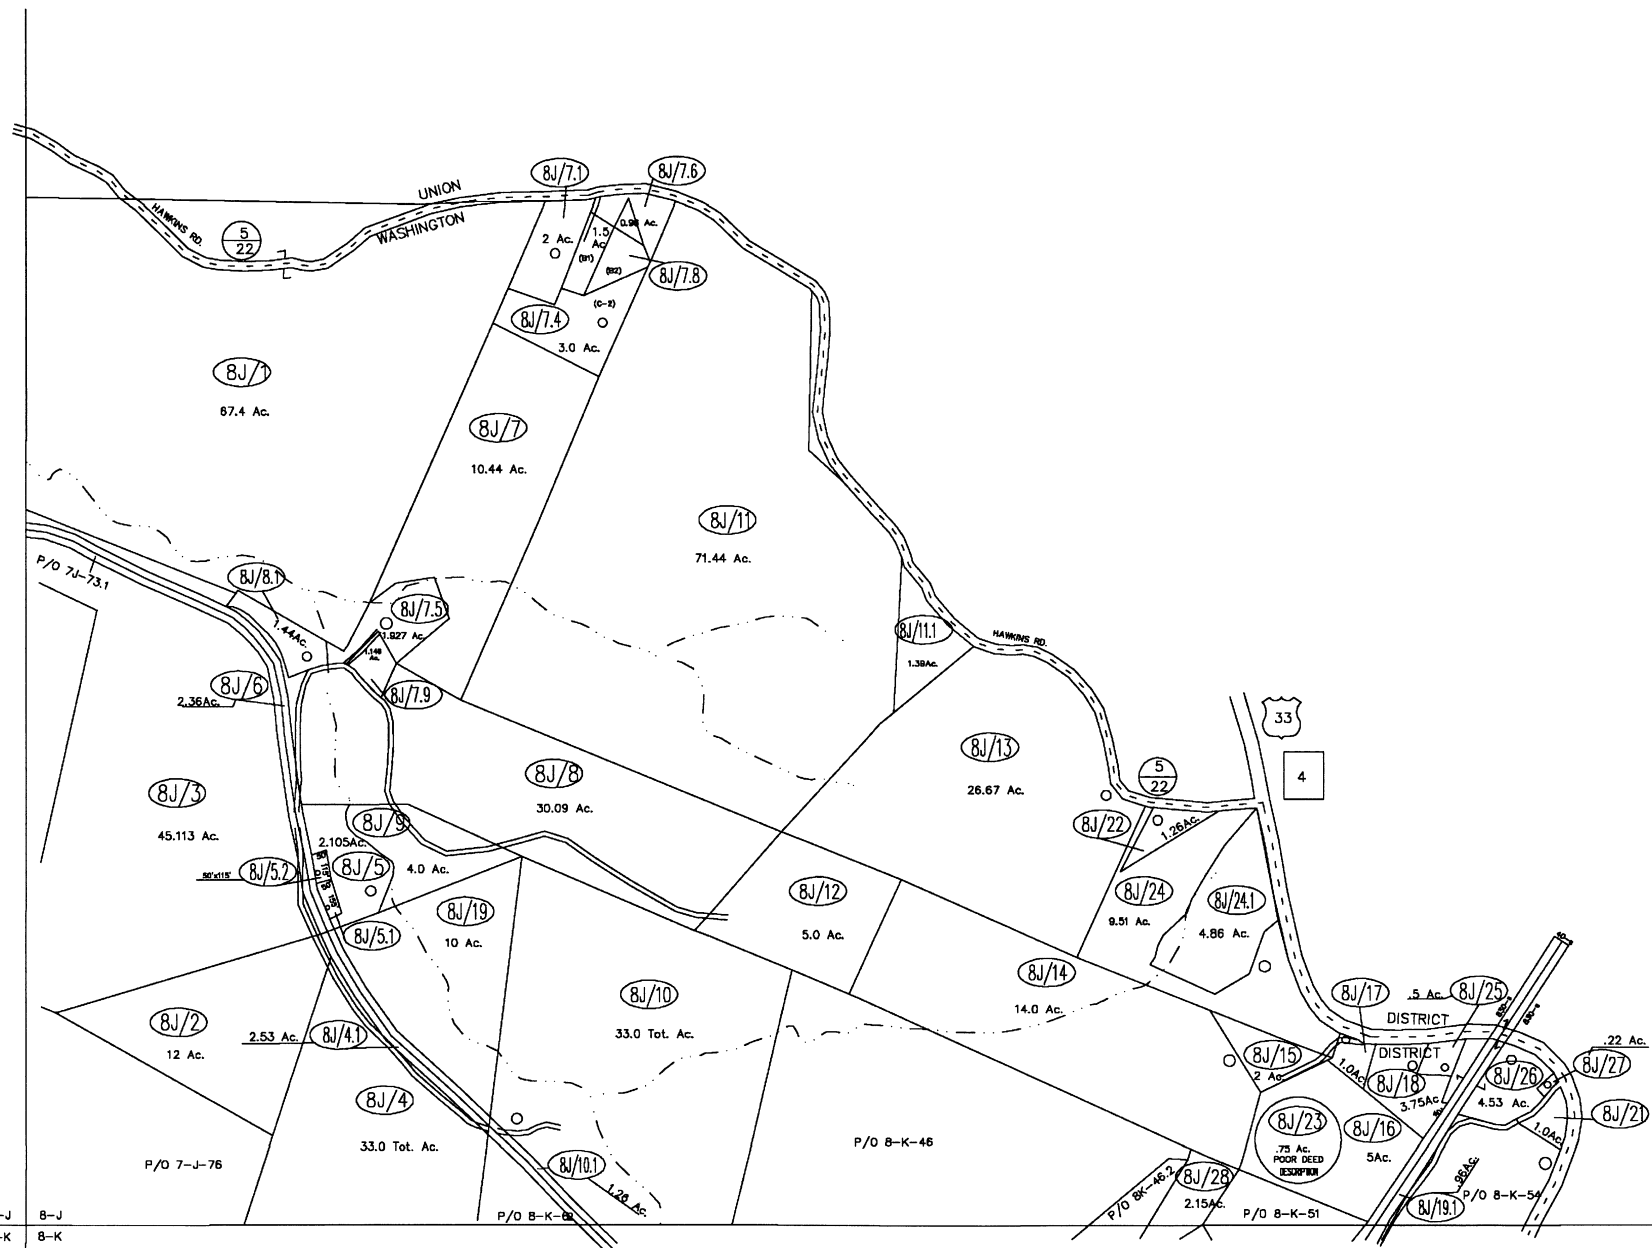 8J/7.1
8J/7.6
UNION
WASHINGTON
HAWKINS RD.
5
22
2 Ac.
1.5
Ac
(B1)
0.96 Ac.
(B2)
8J/7.8
(C-2)
8J/7.4
3.0 Ac.
8J/1
67.4 Ac.
8J/7
10.44 Ac.
8J/11
71.44 Ac.
P/O 7J-73.1
8J/8.1
1.44Ac.
8J/7.5
1.927 Ac.
1.146
Ac.
8J/7.9
8J/11.1
1.39Ac.
HAWKINS RD.
8J/6
2.36Ac.
33
4
8J/13
26.67 Ac.
5
22
8J/8
30.09 Ac.
8J/3
45.113 Ac.
8J/22
1.26Ac.
8J/9
2.105Ac.
8J/5
4.0 Ac.
50'x115'
8J/5.2
8J/12
5.0 Ac.
8J/24
9.51 Ac.
8J/24.1
4.86 Ac.
8J/19
10 Ac.
8J/5.1
8J/14
14.0 Ac.
8J/10
33.0 Tot. Ac.
8J/17
.5 Ac.
8J/25
DISTRICT
DISTRICT
8J/2
12 Ac.
2.53 Ac.
8J/4.1
8J/15
2 Ac.
1.0Ac.
8J/18
3.75Ac.
8J/26
4.53 Ac.
.22 Ac.
8J/27
8J/21
1.0Ac.
8J/4
33.0 Tot. Ac.
8J/23
.75 Ac.
POOR DEED
DESCRIPTION
8J/16
5Ac.
P/O 8-K-46
P/O 7-J-76
8J/10.1
1.26 Ac.
P/O 8K-46.2
8J/28
2.15Ac.
.96Ac.
P/O 8-K-54
8J/19.1
P/O 8-K-51
-J
8-J
-K
8-K